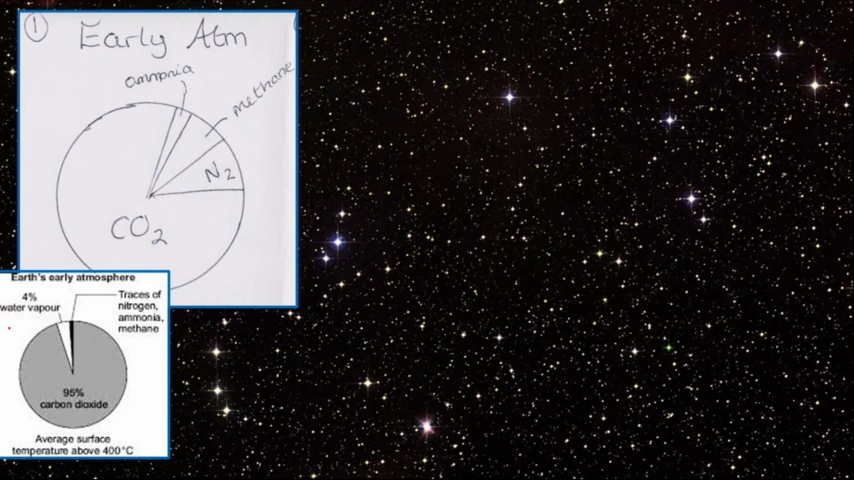 1
Early Atm
ammonia
methane
N2
CO2
Earth's early atmosphere
4%
water vapour
Traces of
nitrogen,
ammonia,
methane
95%
carbon dioxide
Average surface
temperature above 400°C